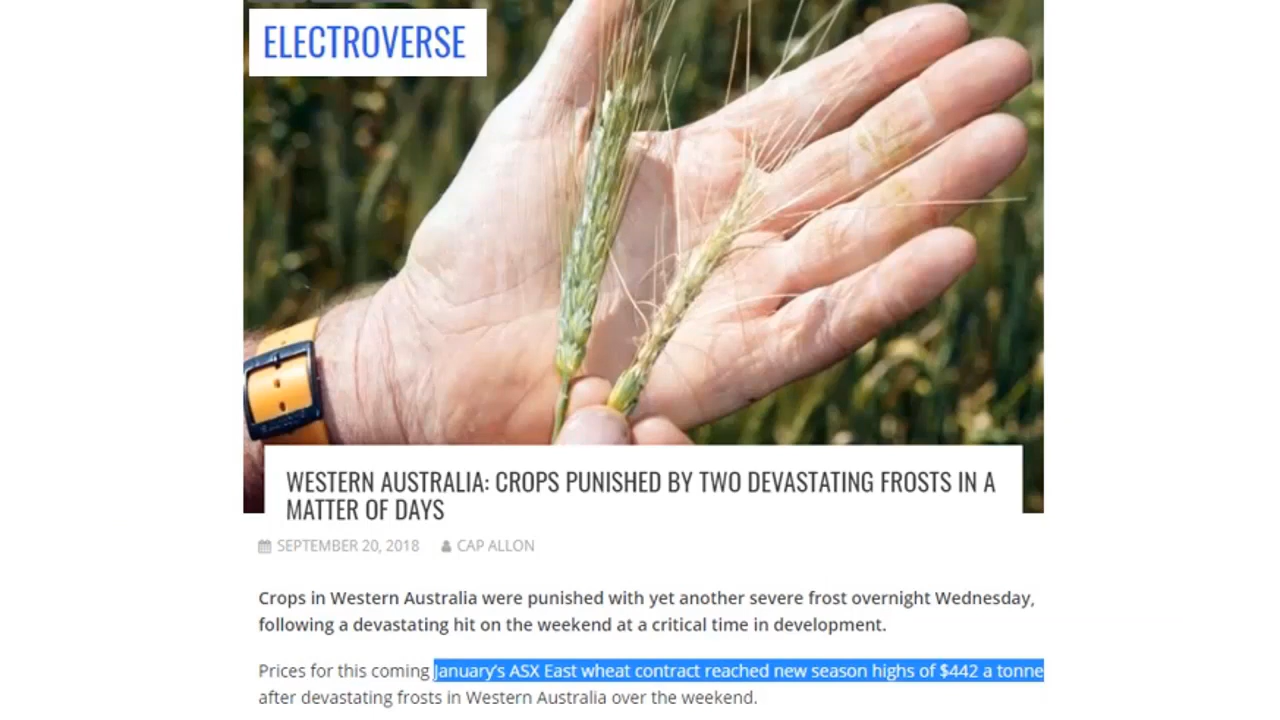 ELECTROVERSE
WESTERN AUSTRALIA: CROPS PUNISHED BY TWO DEVASTATING FROSTS IN A
MATTER OF DAYS
SEPTEMBER 20, 2018 CAP ALLON
Crops in Western Australia were punished with yet another severe frost overnight Wednesday,
following a devastating hit on the weekend at a critical time in development.
Prices for this coming January's ASX East wheat contract reached new season highs of $442 a tonne
after devastating frosts in Western Australia over the weekend.